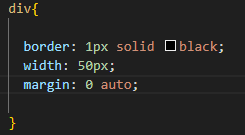 div{
border: 1px solid black;
width: 50px;
margin: 0 auto;
}